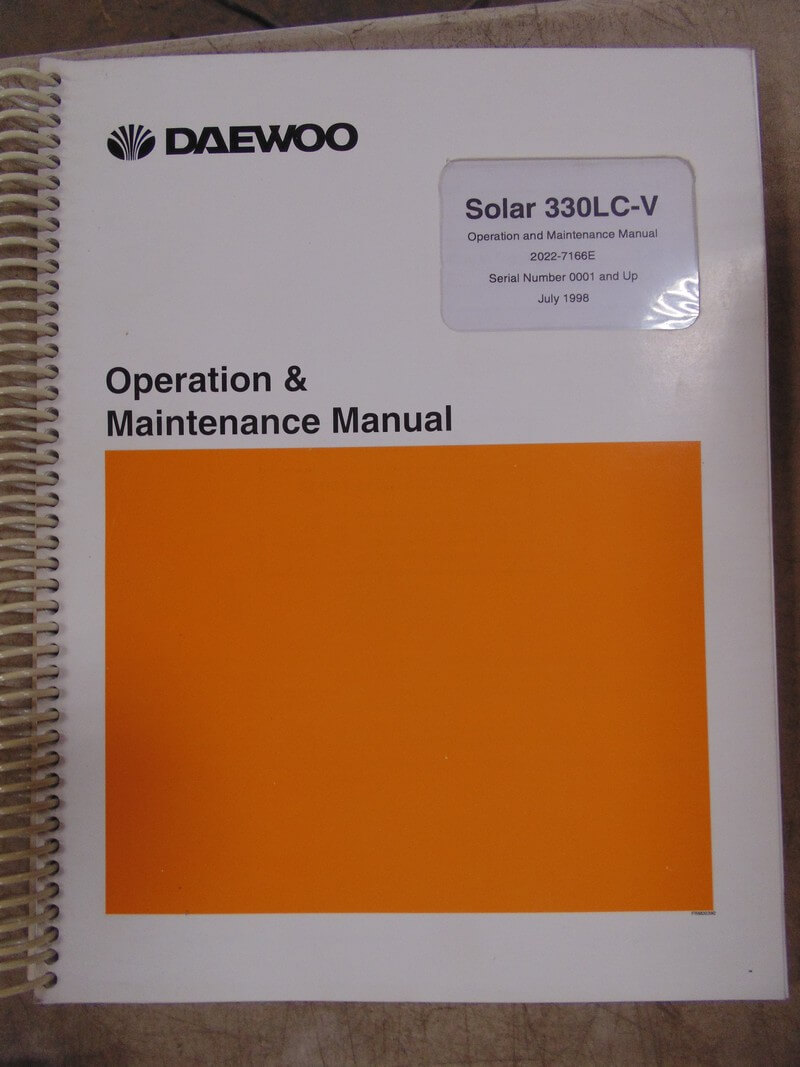 DAEWOO
Solar 330LC-V
Operation and Maintenance Manual
2022-7166E
Serial Number 0001 and Up
July 1998
Operation &
Maintenance Manual